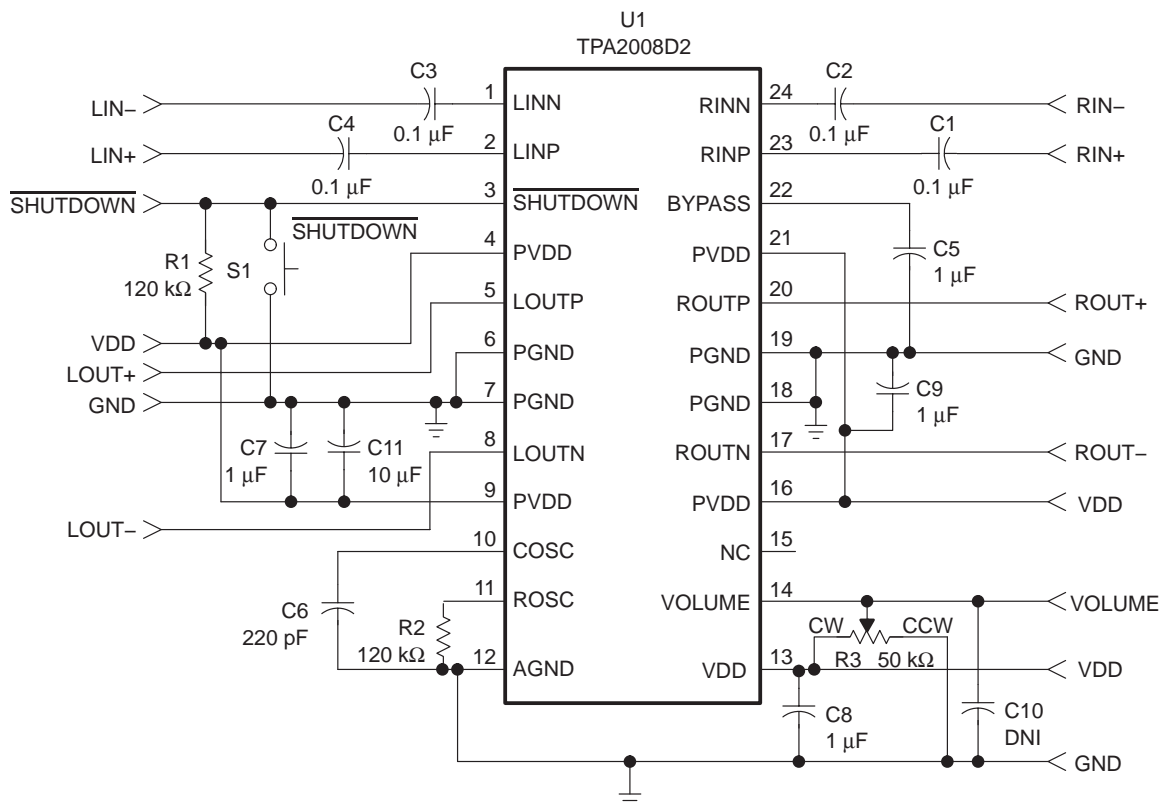 U1
TPA2008D2
LIN−
C3
0.1 µF
1
LINN
RINN
24
C2
0.1 µF
RIN−
LIN+
C4
0.1 µF
2
LINP
RINP
23
C1
0.1 µF
RIN+
SHUTDOWN
3
SHUTDOWN
BYPASS
22
SHUTDOWN
R1
120 kΩ
S1
4
PVDD
PVDD
21
C5
1 µF
5
LOUTP
ROUTP
20
ROUT+
VDD
6
PGND
PGND
19
GND
LOUT+
GND
7
PGND
PGND
18
C9
1 µF
C7
1 µF
C11
10 µF
8
LOUTN
ROUTN
17
ROUT−
9
PVDD
PVDD
16
VDD
LOUT−
10
COSC
NC
15
C6
220 pF
11
ROSC
VOLUME
14
VOLUME
R2
120 kΩ
CW
CCW
R3
50 kΩ
12
AGND
VDD
13
VDD
C8
1 µF
C10
DNI
GND